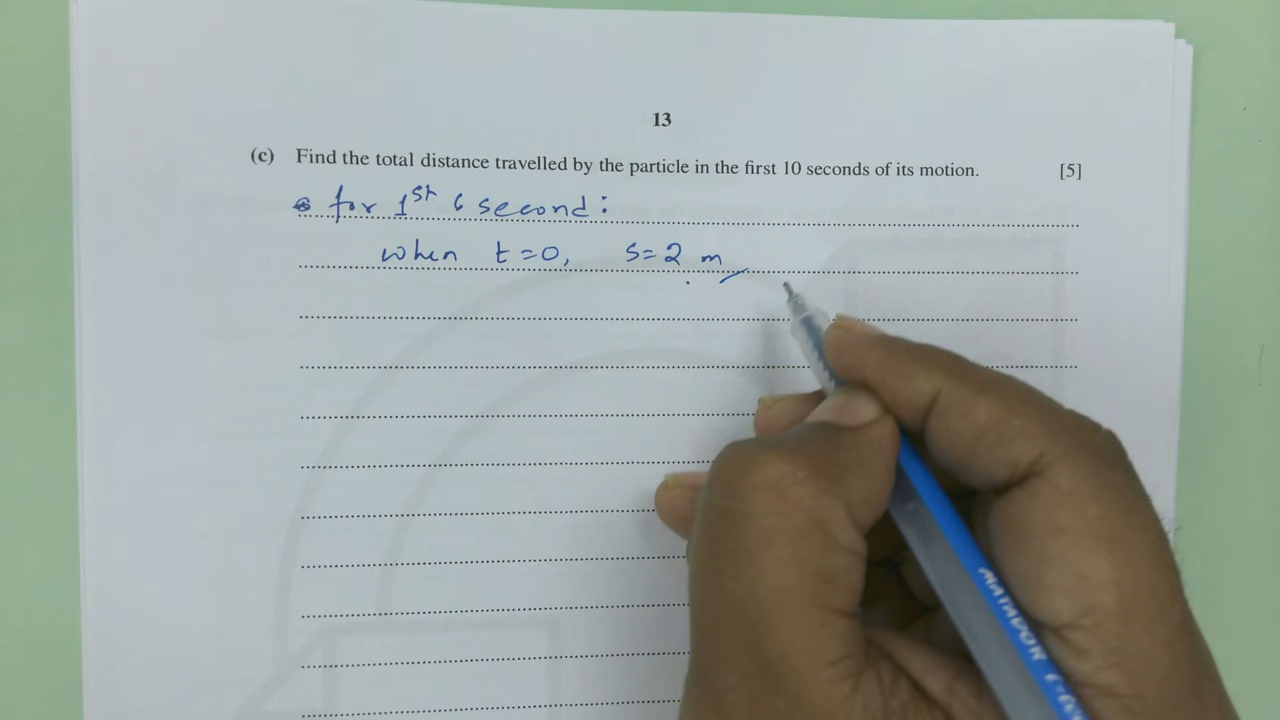 13
(c) Find the total distance travelled by the particle in the first 10 seconds of its motion. [5]
for 1st 6 second:
when t=0, s=2 m
MATADOR